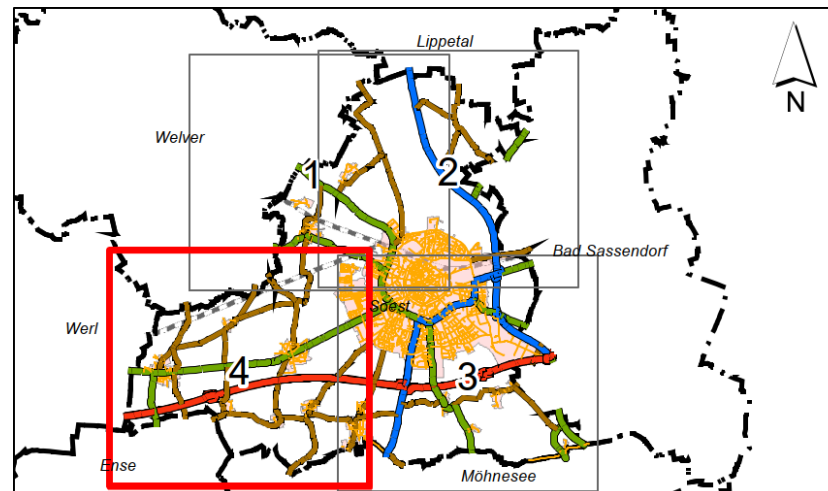 Lippetal
N
Welver
1
2
Bad Sassendorf
Soest
Werl
4
3
Ense
Möhnesee